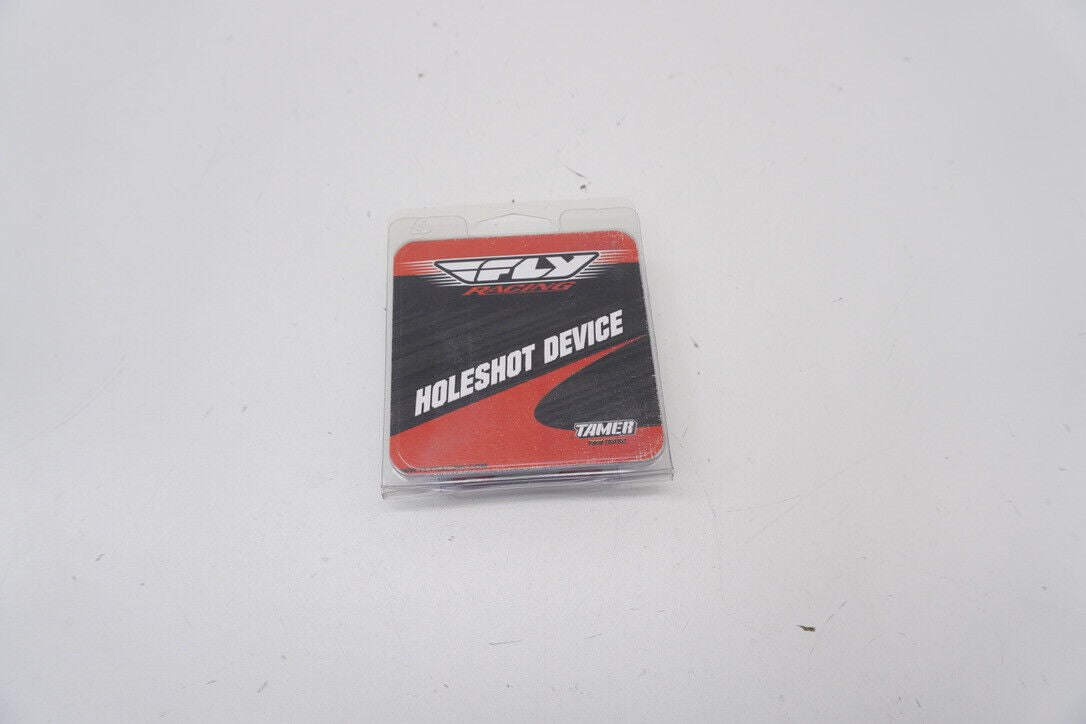 FLY
RACING
HOLESHOT DEVICE
TAMER